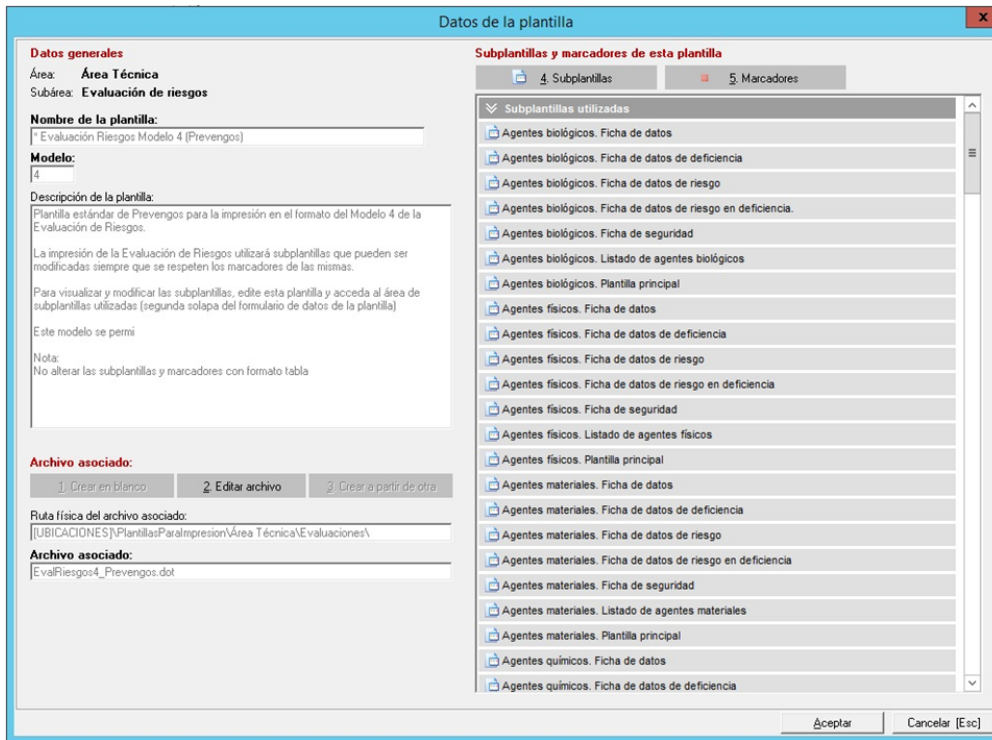 Datos de la plantilla
x
Datos generales
Área: Área Técnica
Subárea: Evaluación de riesgos
Nombre de la plantilla:
* Evaluación Riesgos Modelo 4 (Prevengos)
Modelo:
4
Descripción de la plantilla:
Plantilla estándar de Prevengos para la impresión en el formato del Modelo 4 de la
Evaluación de Riesgos.
La impresión de la Evaluación de Riesgos utilizará subplantillas que pueden ser
modificadas siempre que se respeten los marcadores de las mismas.
Para visualizar y modificar las subplantillas, edite esta plantilla y acceda al área de
subplantillas utilizadas (segunda solapa del formulario de datos de la plantilla)
Este modelo se permi
Nota:
No alterar las subplantillas y marcadores con formato tabla
Archivo asociado:
1. Crear en blanco
2. Editar archivo
3. Crear a partir de otra
Ruta física del archivo asociado:
[UBICACIONES]\PlantillasParaImpresion\Área Técnica\Evaluaciones\
Archivo asociado:
EvalRiesgos4_Prevengos.dot
Subplantillas y marcadores de esta plantilla
4. Subplantillas
5. Marcadores
Subplantillas utilizadas
Agentes biológicos. Ficha de datos
Agentes biológicos. Ficha de datos de deficiencia
Agentes biológicos. Ficha de datos de riesgo
Agentes biológicos. Ficha de datos de riesgo en deficiencia.
Agentes biológicos. Ficha de seguridad
Agentes biológicos. Listado de agentes biológicos
Agentes biológicos. Plantilla principal
Agentes físicos. Ficha de datos
Agentes físicos. Ficha de datos de deficiencia
Agentes físicos. Ficha de datos de riesgo
Agentes físicos. Ficha de datos de riesgo en deficiencia
Agentes físicos. Ficha de seguridad
Agentes físicos. Listado de agentes físicos
Agentes físicos. Plantilla principal
Agentes materiales. Ficha de datos
Agentes materiales. Ficha de datos de deficiencia
Agentes materiales. Ficha de datos de riesgo
Agentes materiales. Ficha de datos de riesgo en deficiencia
Agentes materiales. Ficha de seguridad
Agentes materiales. Listado de agentes materiales
Agentes materiales. Plantilla principal
Agentes químicos. Ficha de datos
Agentes químicos. Ficha de datos de deficiencia
Aceptar
Cancelar [Esc]